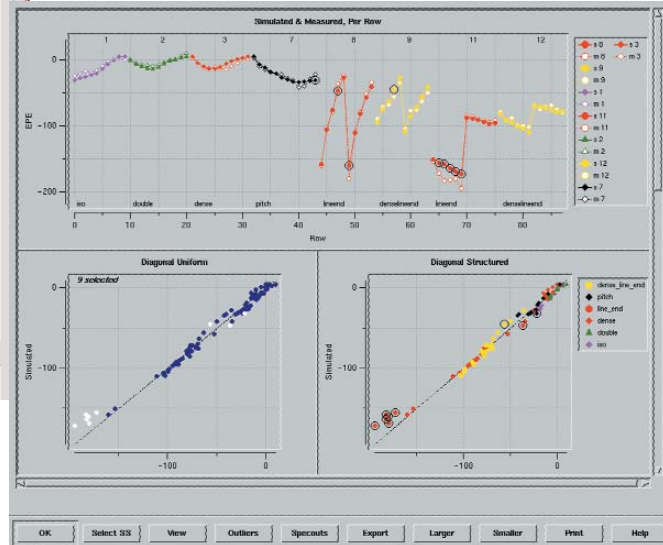 Simulated & Measured, Per Row
1 2 3 7 8 9 11 12
0
-100
-200
EPE
iso double dense pitch lineend denselineend lineend denselineend
0 10 20 30 40 50 60 70 80
Row
s 8
m 8
s 9
m 9
s 1
m 1
s 11
m 11
s 2
m 2
s 12
m 12
s 7
m 7
s 3
m 3
Diagonal Uniform
9 selected
0
-100
Simulated
-100 0
Diagonal Structured
0
-100
Simulated
-100 0
dense_line_end
pitch
line_end
dense
double
iso
OK Select SS View Outliers Specouts Export Larger Smaller Print Help